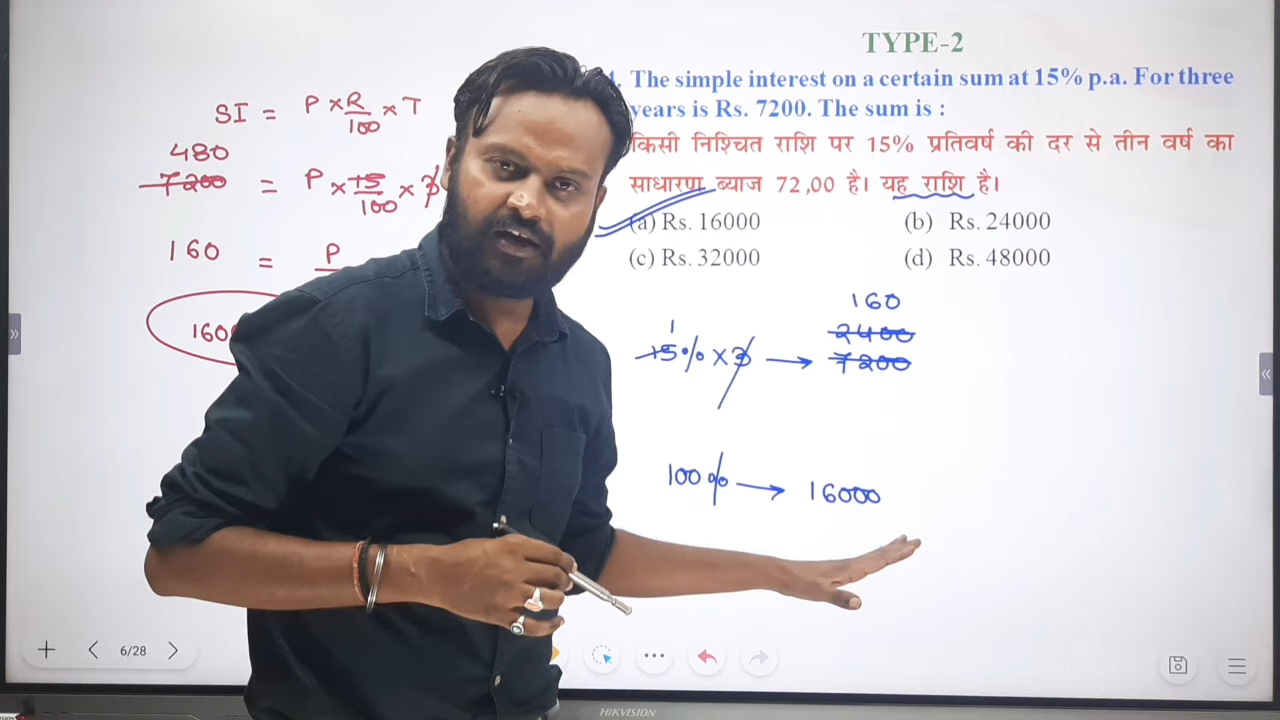 TYPE-2
The simple interest on a certain sum at 15% p.a. For three
years is Rs. 7200. The sum is :
किसी निश्चित राशि पर 15% प्रतिवर्ष की दर से तीन वर्ष का
साधारण ब्याज 72,00 है। यह राशि है।
(a) Rs. 16000 (b) Rs. 24000
(c) Rs. 32000 (d) Rs. 48000
SI = P × R/100 × T
480
7200 = P × 15/100 × 3
160 = P
160
160
2400
1
15% × 3 → 7200
100% → 16000
6/28
HIKVISION